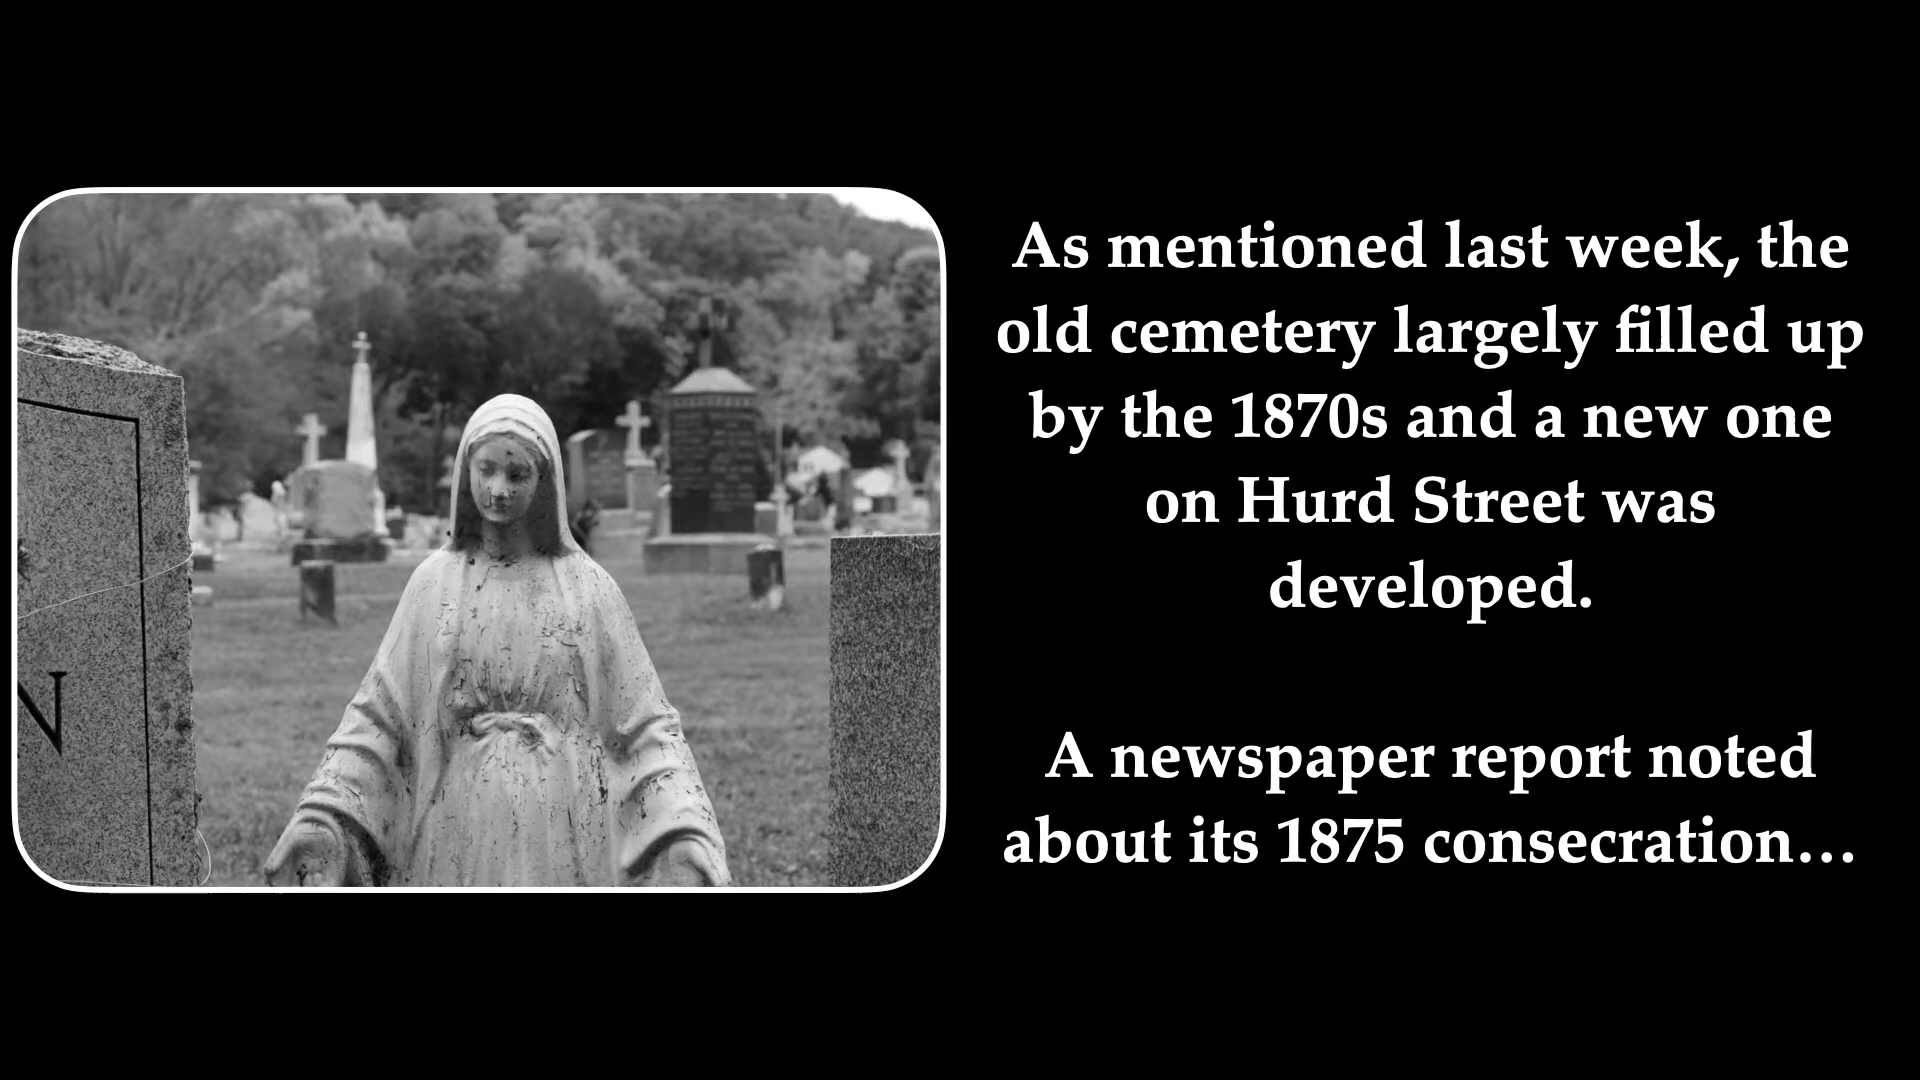 As mentioned last week, the
old cemetery largely filled up
by the 1870s and a new one
on Hurd Street was
developed.
A newspaper report noted
about its 1875 consecration…
N